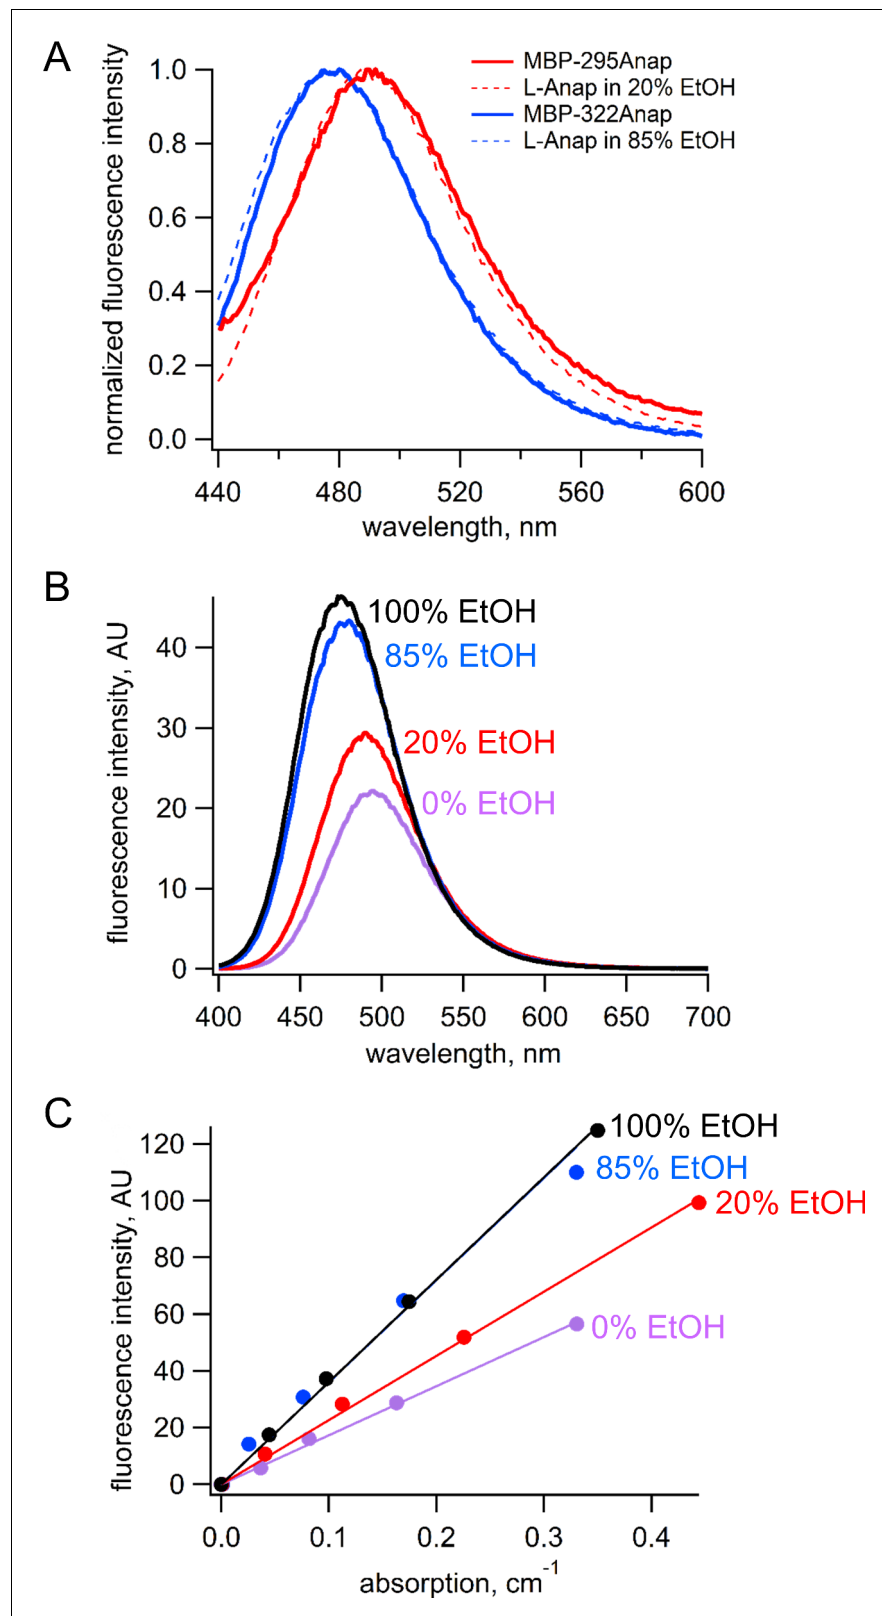 A
normalized fluorescence intensity
1.0
0.8
0.6
0.4
0.2
0.0
MBP-295Anap
L-Anap in 20% EtOH
MBP-322Anap
L-Anap in 85% EtOH
440
480
520
560
600
wavelength, nm
B
fluorescence intensity, AU
40
30
20
10
0
100% EtOH
85% EtOH
20% EtOH
0% EtOH
400
450
500
550
600
650
700
wavelength, nm
C
fluorescence intensity, AU
120
100
80
60
40
20
0
100% EtOH
85% EtOH
20% EtOH
0% EtOH
0.0
0.1
0.2
0.3
0.4
absorption, cm⁻¹